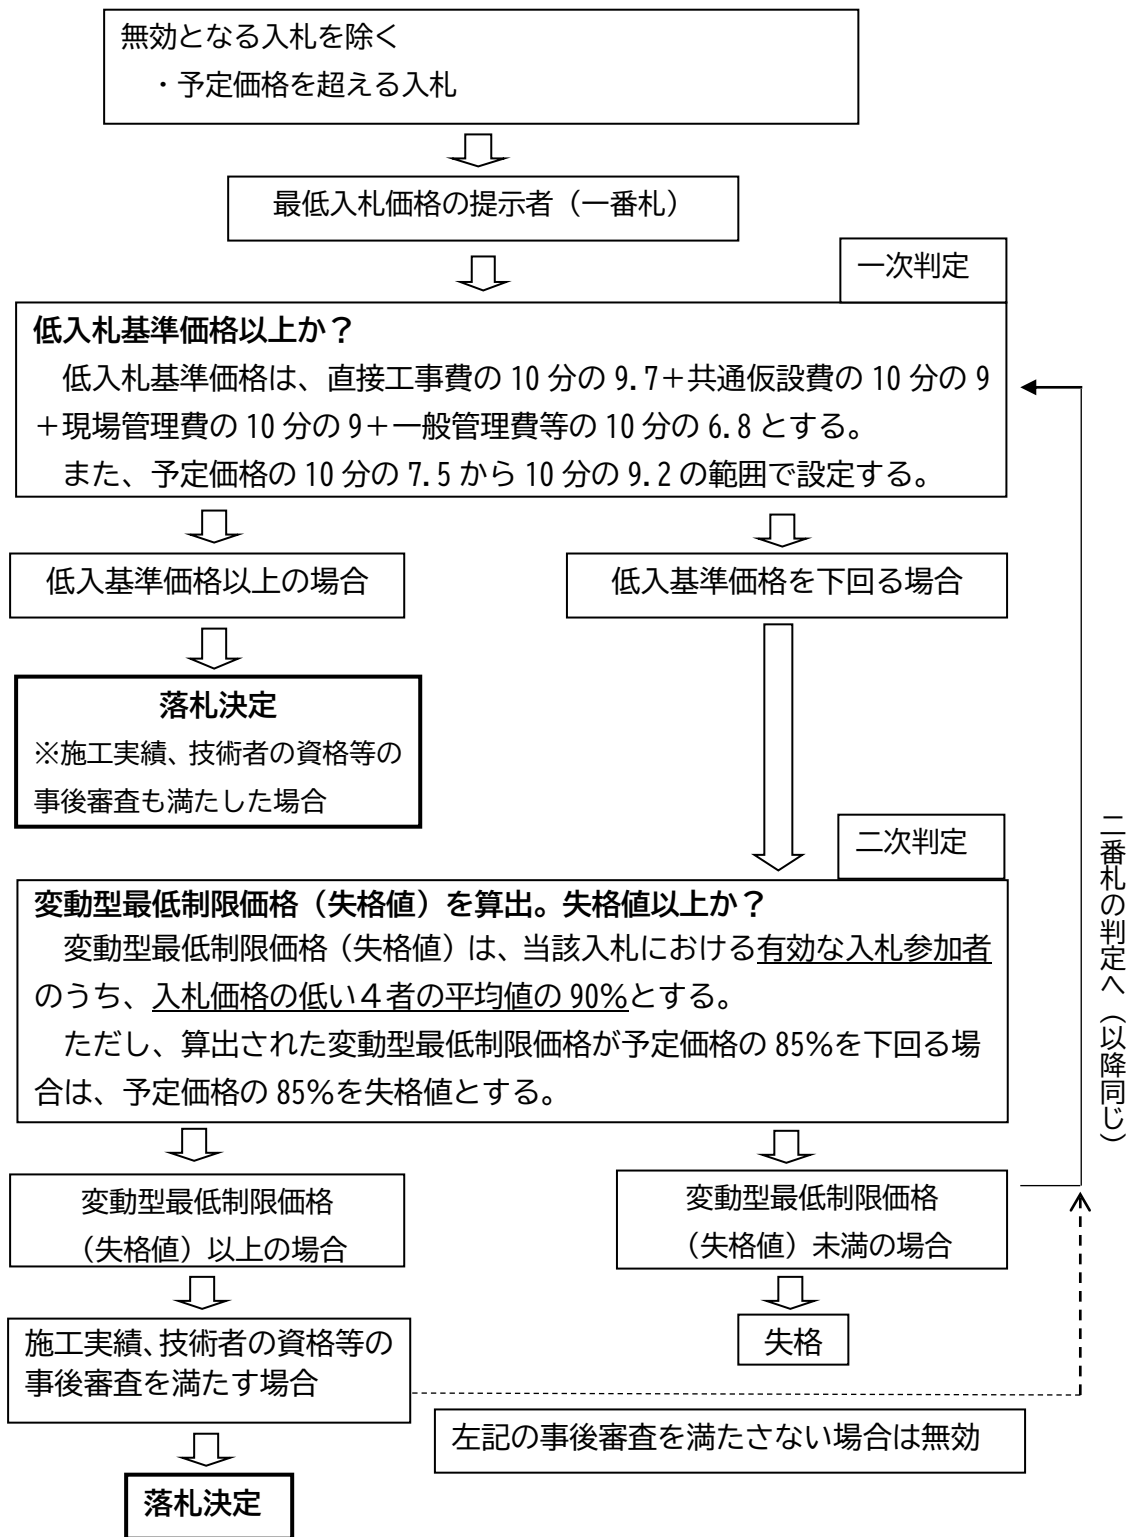 無効となる入札を除く
・予定価格を超える入札
最低入札価格の提示者（一番札）
一次判定
低入札基準価格以上か？
低入札基準価格は、直接工事費の 10 分の 9.7＋共通仮設費の 10 分の 9
＋現場管理費の 10 分の 9＋一般管理費等の 10 分の 6.8 とする。
また、予定価格の 10 分の 7.5 から 10 分の 9.2 の範囲で設定する。
低入基準価格以上の場合
低入基準価格を下回る場合
落札決定
※施工実績、技術者の資格等の
事後審査も満たした場合
二次判定
変動型最低制限価格（失格値）を算出。失格値以上か？
変動型最低制限価格（失格値）は、当該入札における有効な入札参加者
のうち、入札価格の低い４者の平均値の 90%とする。
ただし、算出された変動型最低制限価格が予定価格の 85%を下回る場
合は、予定価格の 85%を失格値とする。
二番札の判定へ（以降同じ）
変動型最低制限価格
（失格値）以上の場合
変動型最低制限価格
（失格値）未満の場合
施工実績、技術者の資格等の
事後審査を満たす場合
失格
左記の事後審査を満たさない場合は無効
落札決定